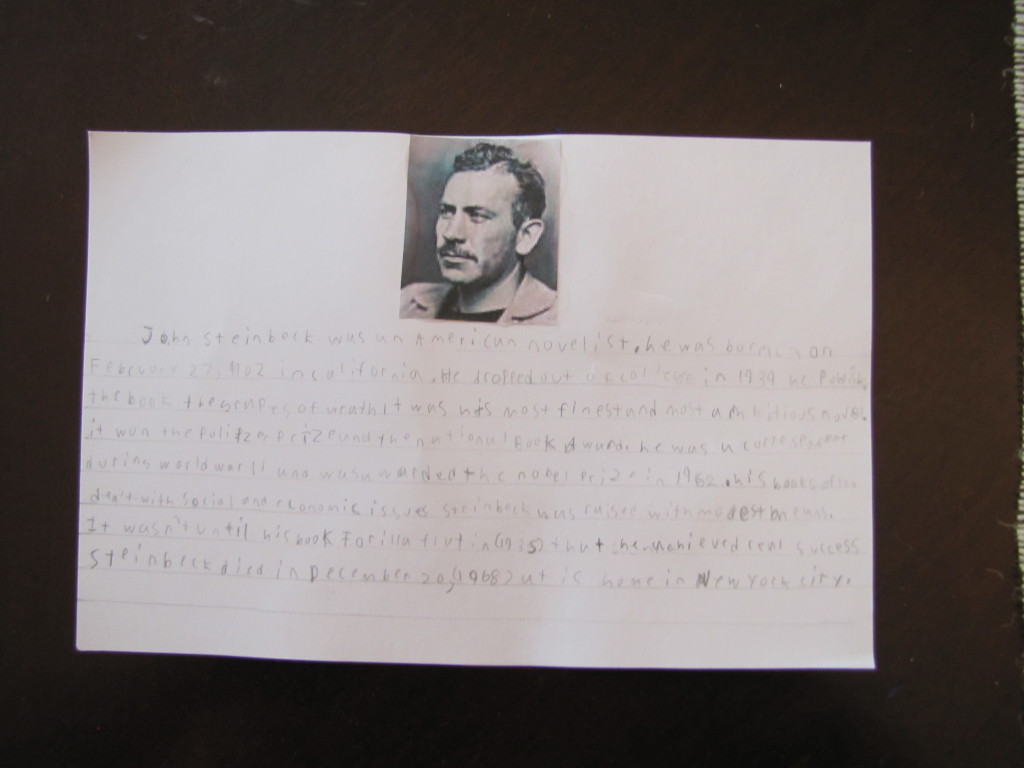 John steinbeck was an American novelist, he was born on
February 27, 1902 in california. He dropped out of college in 1939 he Publish
the book the grapes of wrath it was his most finest and most ambidious novel.
it won the Pulitzer prize and the national Book Award. he was a correspondent
during world war II and was awarded the nobel Prize in 1962. his books often
dealt with social and economic issues steinbeck was raised with modest means.
It wasn't until his book Torilla flat in (1935) that he achieved real success
Steinbeck died in December 20, (1968) at is home in New York city.